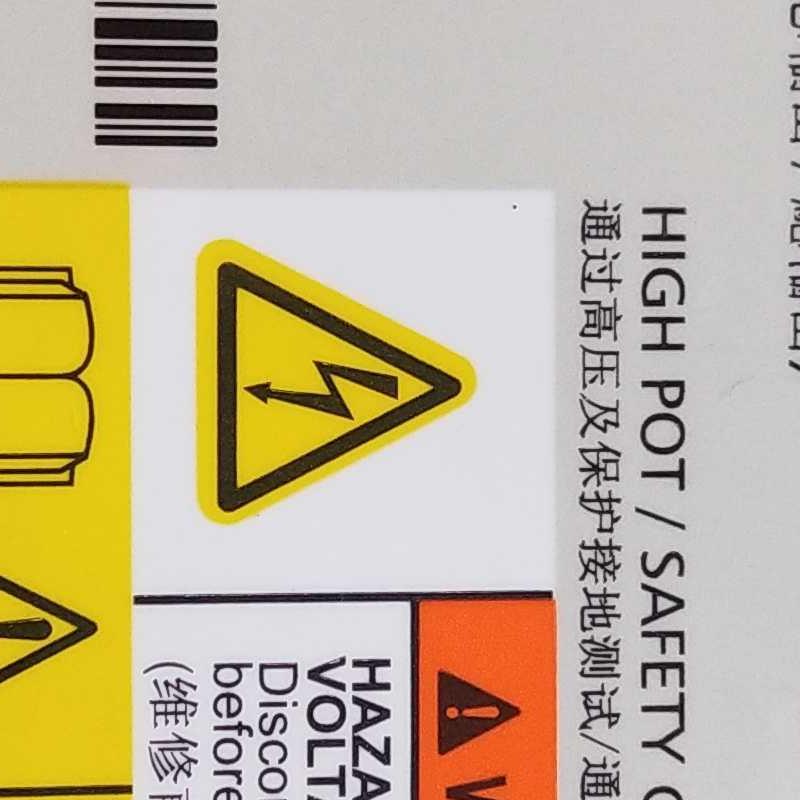 HIGH POT / SAFETY
通过高压及保护接地测试/通
HAZA
VOLTA
Discon
before
(维修